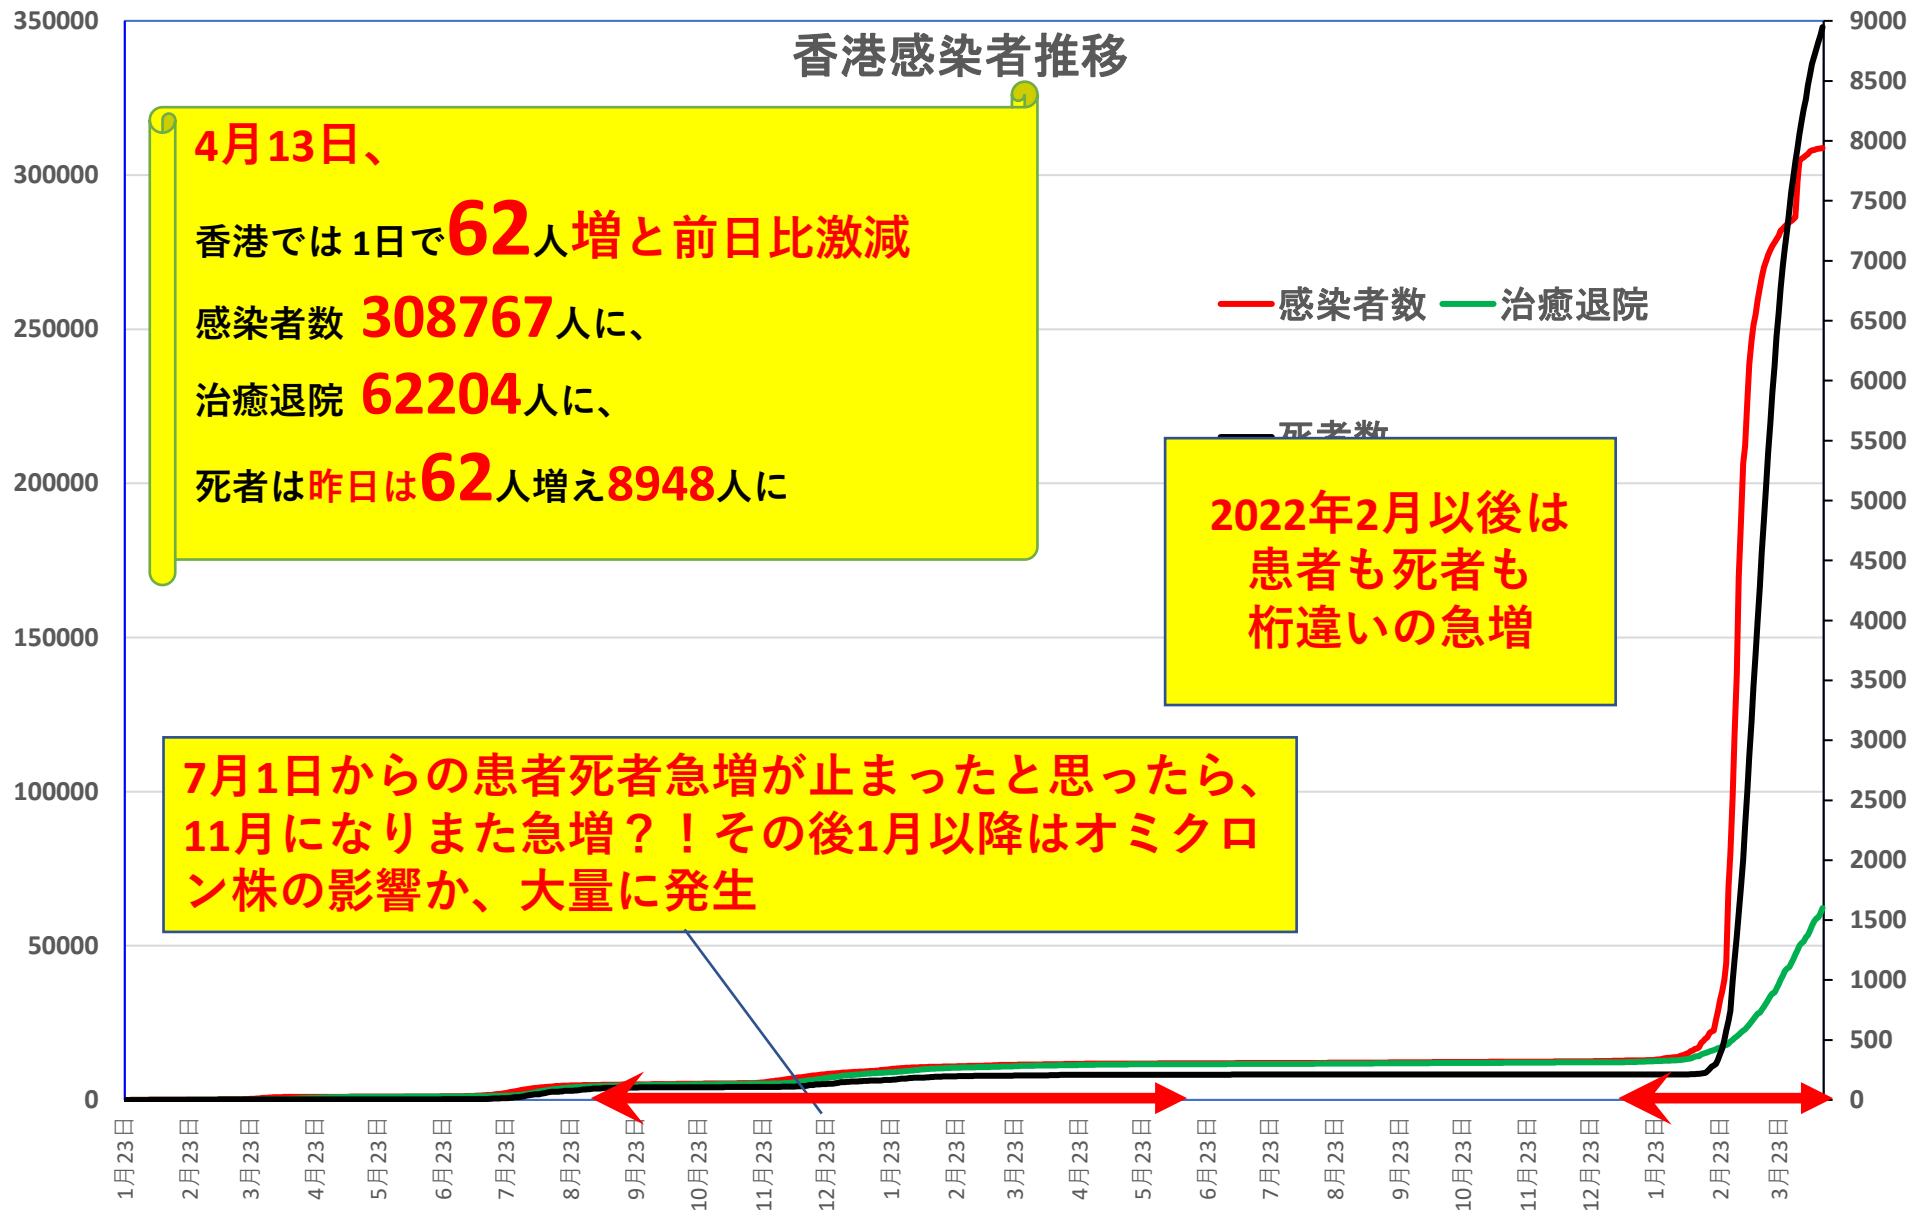 香港感染者推移
350000
300000
250000
200000
150000
100000
50000
0
9000
8500
8000
7500
7000
6500
6000
5500
5000
4500
4000
3500
3000
2500
2000
1500
1000
500
0
4月13日、
香港では 1日で62人増と前日比激減
感染者数 308767人に、
治癒退院 62204人に、
死者は昨日は62人増え8948人に
感染者数 治癒退院
死者数
2022年2月以後は
患者も死者も
桁違いの急増
7月1日からの患者死者急増が止まったと思ったら、
11月になりまた急増？！その後1月以降はオミクロ
ン株の影響か、大量に発生
1月23日
2月23日
3月23日
4月23日
5月23日
6月23日
7月23日
8月23日
9月23日
10月23日
11月23日
12月23日
1月23日
2月23日
3月23日
4月23日
5月23日
6月23日
7月23日
8月23日
9月23日
10月23日
11月23日
12月23日
1月23日
2月23日
3月23日